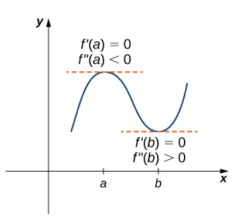 y
f'(a) = 0
f"(a) < 0
f'(b) = 0
f"(b) > 0
a
b
x